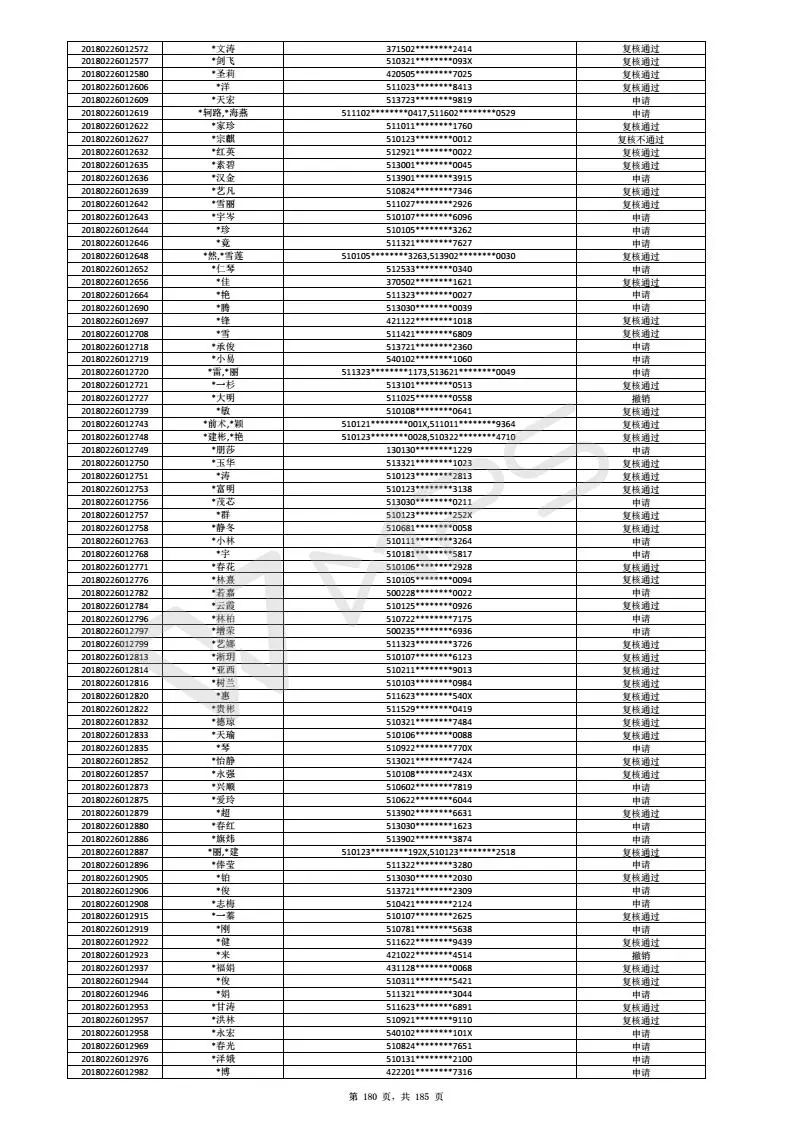 20180226012572 *文涛 371502********2414 复核通过
20180226012577 *剑飞 510321********093X 复核通过
20180226012580 *圣莉 420505********7025 复核通过
20180226012606 *洋 511023********8413 复核通过
20180226012609 *天宏 513723********9819 申请
20180226012619 *轲路,*海燕 511102********0417,511602********0529 申请
20180226012622 *家珍 511011********1760 复核通过
20180226012627 *宗麒 510123********0012 复核不通过
20180226012632 *红英 512921********0022 复核通过
20180226012635 *素碧 513001********0045 复核通过
20180226012636 *汉金 513901********3915 申请
20180226012639 *艺凡 510824********7346 复核通过
20180226012642 *雪丽 511027********2926 复核通过
20180226012643 *宇岑 510107********6096 申请
20180226012644 *珍 510105********3262 申请
20180226012646 *竟 511321********7627 申请
20180226012648 *然,*雪莲 510105********3263,513902********0030 复核通过
20180226012652 *仁琴 512533********0340 申请
20180226012656 *佳 370502********1621 复核通过
20180226012664 *艳 511323********0027 申请
20180226012690 *腾 513030********0039 申请
20180226012697 *锋 421122********1018 复核通过
20180226012708 *雪 511421********6809 复核通过
20180226012718 *承俊 513721********2360 申请
20180226012719 *小易 540102********1060 申请
20180226012720 *雷,*丽 511323********1173,513621********0049 申请
20180226012721 *一杉 513101********0513 复核通过
20180226012727 *大明 511025********0558 撤销
20180226012739 *敏 510108********0641 复核通过
20180226012743 *前术,*颖 510121********001X,511011********9364 复核通过
20180226012748 *建彬,*艳 510123********0028,510322********4710 复核通过
20180226012749 *朋莎 130130********1229 申请
20180226012750 *玉华 513321********1023 复核通过
20180226012751 *涛 510123********2813 复核通过
20180226012753 *富明 510123********3138 复核通过
20180226012756 *茂芯 513030********0211 申请
20180226012757 *群 510123********252X 复核通过
20180226012758 *静冬 510681********0058 复核通过
20180226012763 *小林 510111********3264 申请
20180226012768 *宇 510181********5817 申请
20180226012771 *春花 510106********2928 复核通过
20180226012776 *林熹 510105********0094 复核通过
20180226012782 *若嘉 500228********0022 申请
20180226012784 *云霞 510125********0926 复核通过
20180226012796 *林柏 510722********7175 申请
20180226012797 *增荣 500235********6936 申请
20180226012799 *艺娜 511323********3726 复核通过
20180226012813 *渐玥 510107********6123 复核通过
20180226012814 *亚西 510211********9013 复核通过
20180226012816 *树兰 510103********0984 复核通过
20180226012820 *惠 511623********540X 复核通过
20180226012822 *贵彬 511529********0419 复核通过
20180226012832 *德琼 510321********7484 复核通过
20180226012833 *天瑜 510106********0088 复核通过
20180226012835 *琴 510922********770X 申请
20180226012852 *怡静 513021********7424 复核通过
20180226012857 *永强 510108********243X 复核通过
20180226012873 *兴顺 510602********7819 申请
20180226012875 *爱玲 510622********6044 申请
20180226012879 *超 513902********6631 复核通过
20180226012880 *春红 513030********1623 申请
20180226012886 *旗炜 513902********3874 申请
20180226012887 *丽,*建 510123********192X,510123********2518 复核通过
20180226012896 *俸莹 511322********3280 申请
20180226012905 *铂 513030********2030 复核通过
20180226012906 *俊 513721********2309 申请
20180226012908 *志梅 510421********2124 申请
20180226012915 *一蓁 510107********2625 复核通过
20180226012919 *刚 510781********5638 申请
20180226012922 *健 511622********9439 复核通过
20180226012923 *来 421022********4514 撤销
20180226012937 *福娟 431128********0068 复核通过
20180226012944 *俊 510311********5421 复核通过
20180226012946 *娟 511321********3044 申请
20180226012953 *甘涛 511623********6891 复核通过
20180226012957 *洪林 510921********9110 复核通过
20180226012958 *永宏 540102********101X 申请
20180226012969 *春光 510824********7651 申请
20180226012976 *洋娥 510131********2100 申请
20180226012982 *博 422201********7316 申请
第 180 页，共 185 页